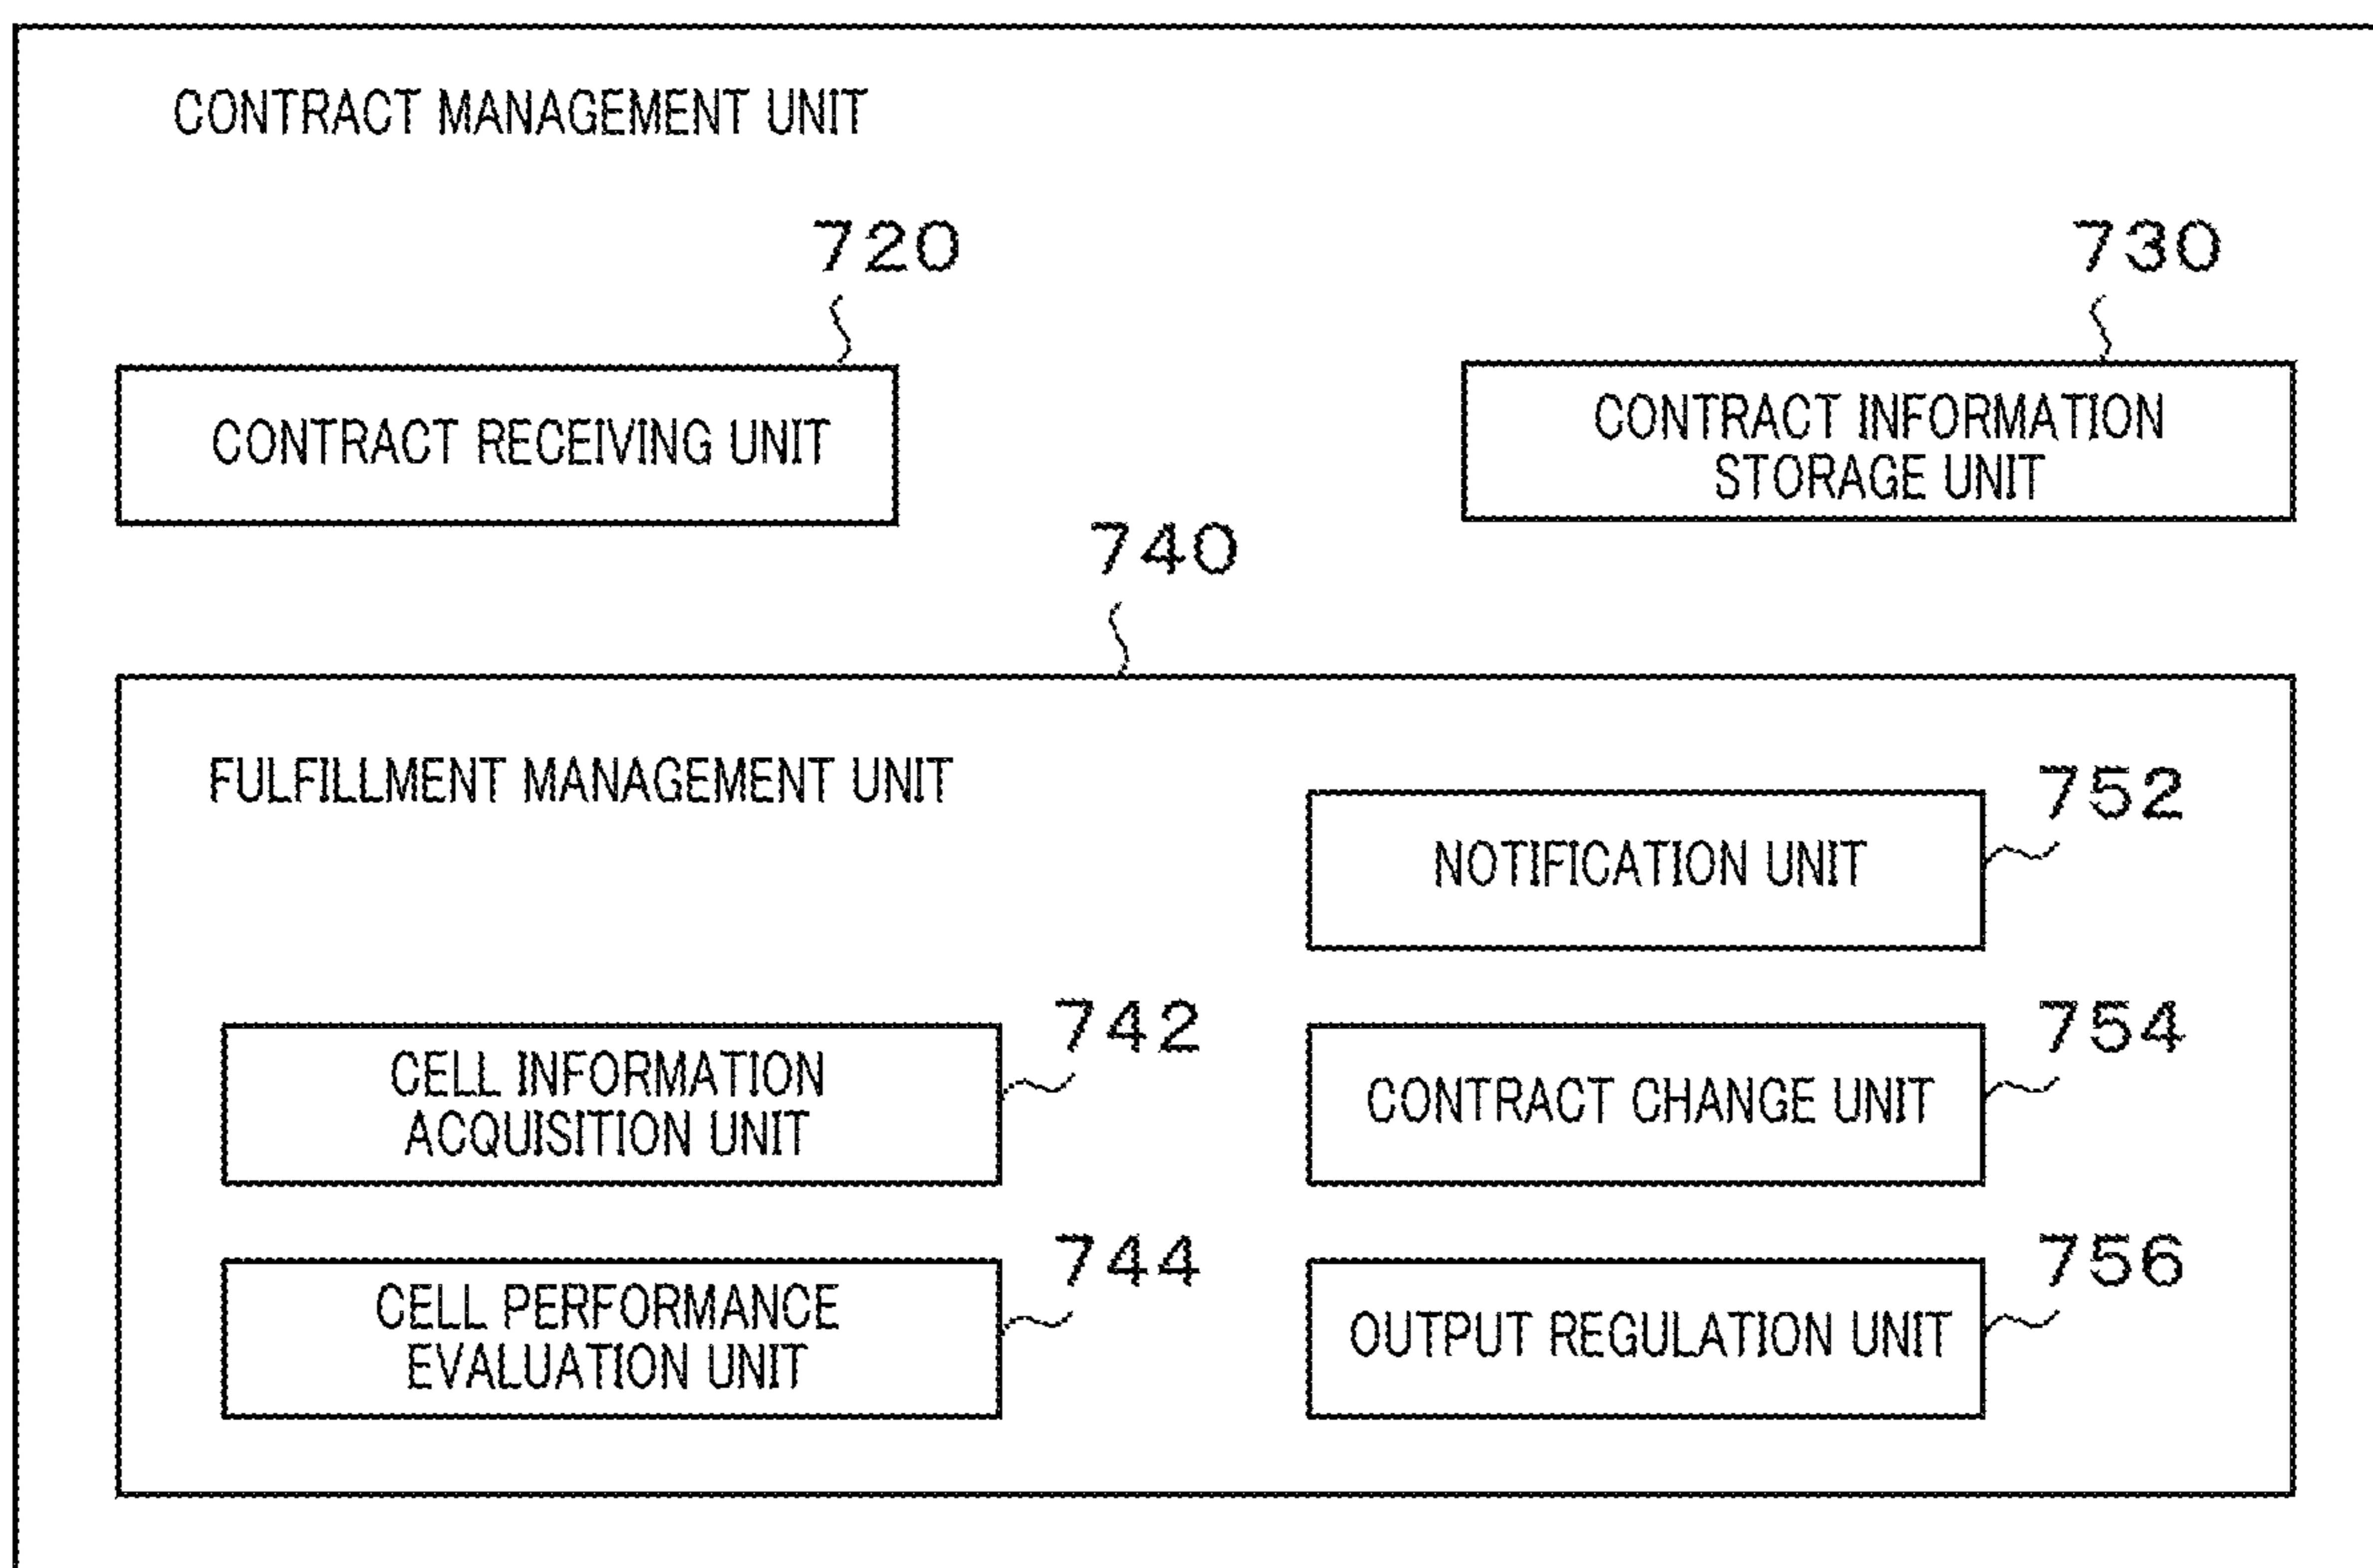 CONTRACT MANAGEMENT UNIT
720
730
CONTRACT RECEIVING UNIT
CONTRACT INFORMATION
STORAGE UNIT
740
FULFILLMENT MANAGEMENT UNIT
752
NOTIFICATION UNIT
742
CELL INFORMATION
ACQUISITION UNIT
754
CONTRACT CHANGE UNIT
744
CELL PERFORMANCE
EVALUATION UNIT
756
OUTPUT REGULATION UNIT